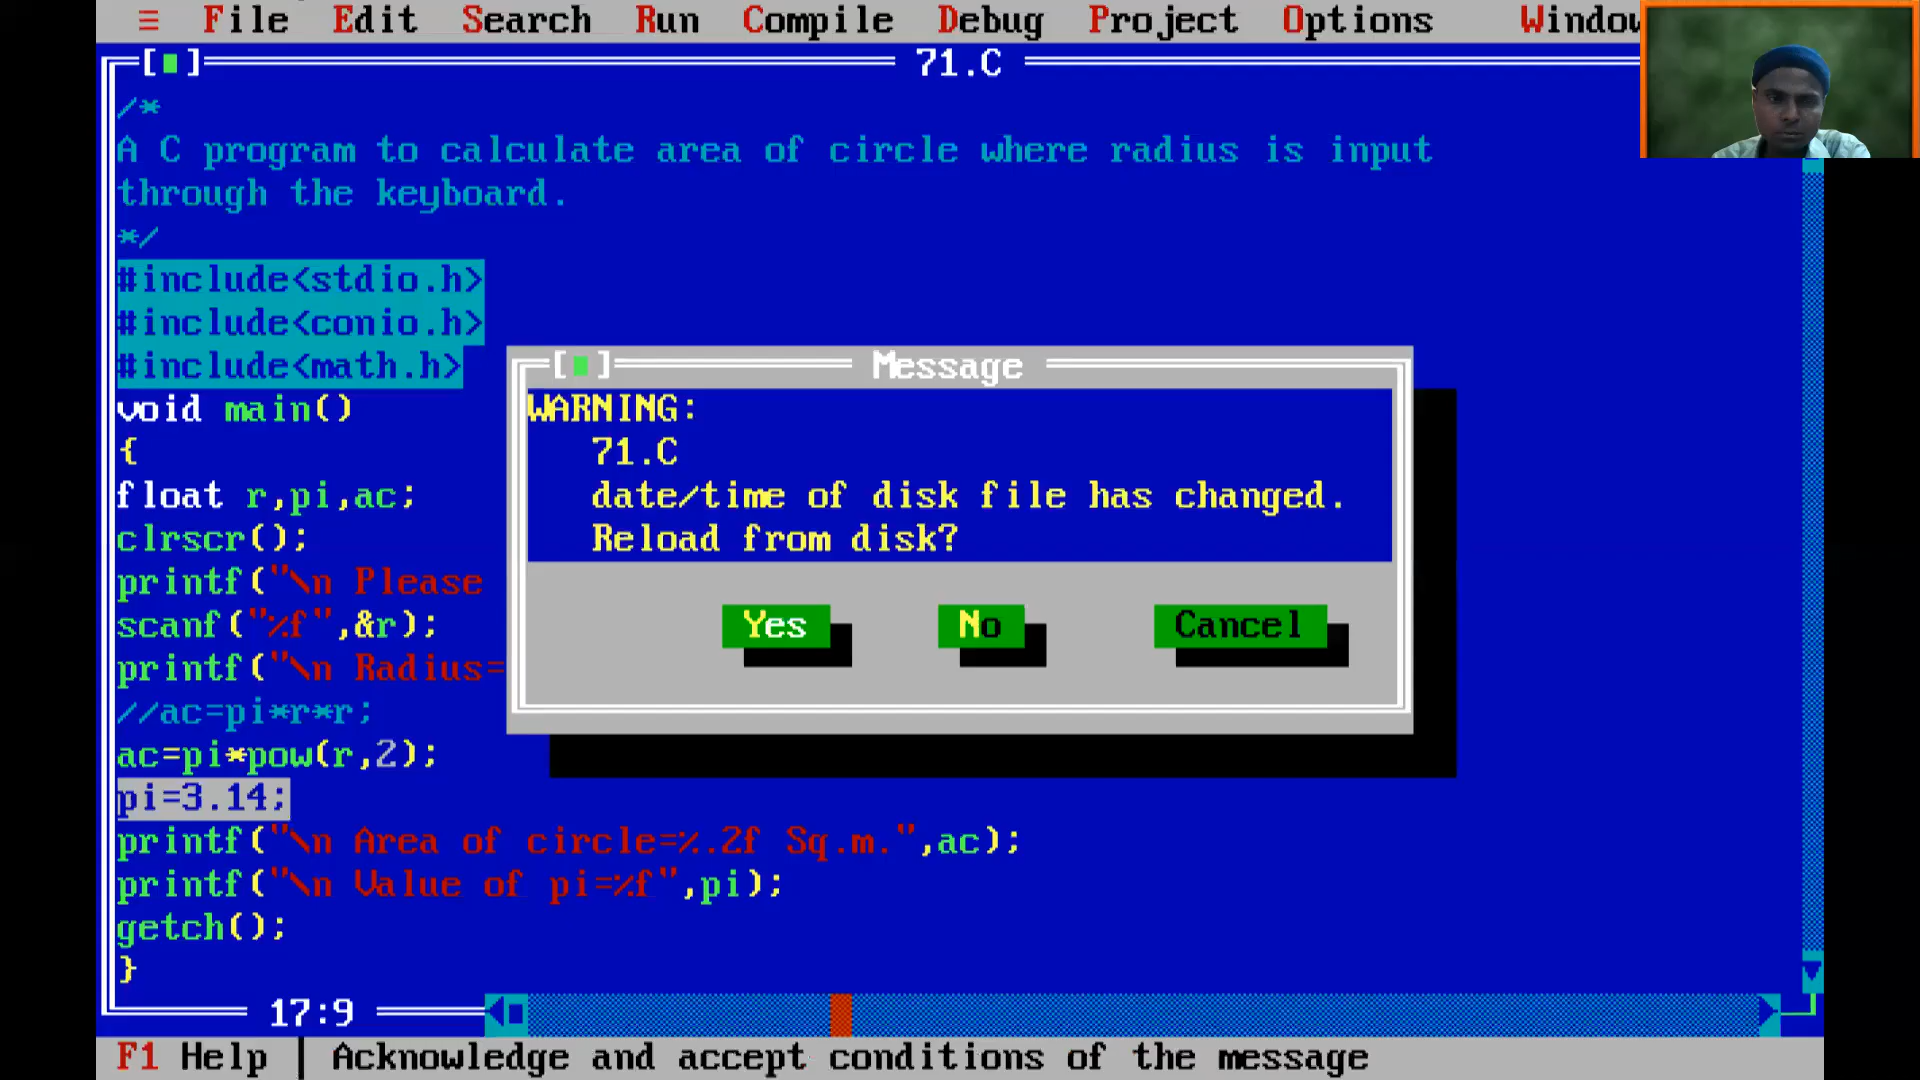 ≡ File Edit Search Run Compile Debug Project Options Window
71.C
/*
A C program to calculate area of circle where radius is input
through the keyboard.
*/
#include<stdio.h>
#include<conio.h>
#include<math.h>
void main()
{
float r,pi,ac;
clrscr();
printf("\n Please
scanf("%f",&r);
printf("\n Radius=
//ac=pi*r*r;
ac=pi*pow(r,2);
pi=3.14;
printf("\n Area of circle=%.2f Sq.m.",ac);
printf("\n Value of pi=%f",pi);
getch();
}
Message
WARNING:
71.C
date/time of disk file has changed.
Reload from disk?
Yes No Cancel
17:9
F1 Help | Acknowledge and accept conditions of the message